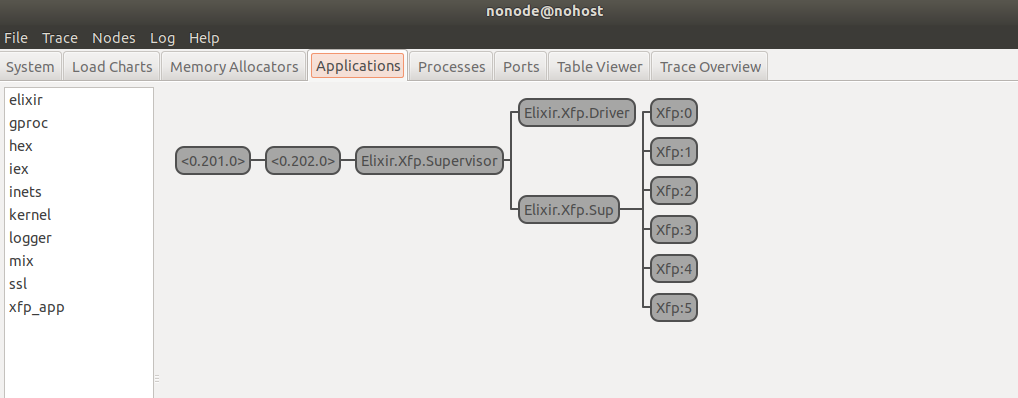 nonode@nohost
File Trace Nodes Log Help
System Load Charts Memory Allocators Applications Processes Ports Table Viewer Trace Overview
elixir
gproc
hex
iex
inets
kernel
logger
mix
ssl
xfp_app
<0.201.0> <0.202.0> Elixir.Xfp.Supervisor
Elixir.Xfp.Driver
Elixir.Xfp.Sup
Xfp:0
Xfp:1
Xfp:2
Xfp:3
Xfp:4
Xfp:5